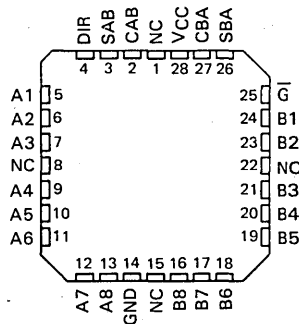 DIR SAB CAB NC VCC CBA SBA
4 3 2 1 28 27 26
A1 5 25 G̅
A2 6 24 B1
A3 7 23 B2
NC 8 22 NC
A4 9 21 B3
A5 10 20 B4
A6 11 19 B5
12 13 14 15 16 17 18
A7 A8 GND NC B8 B7 B6